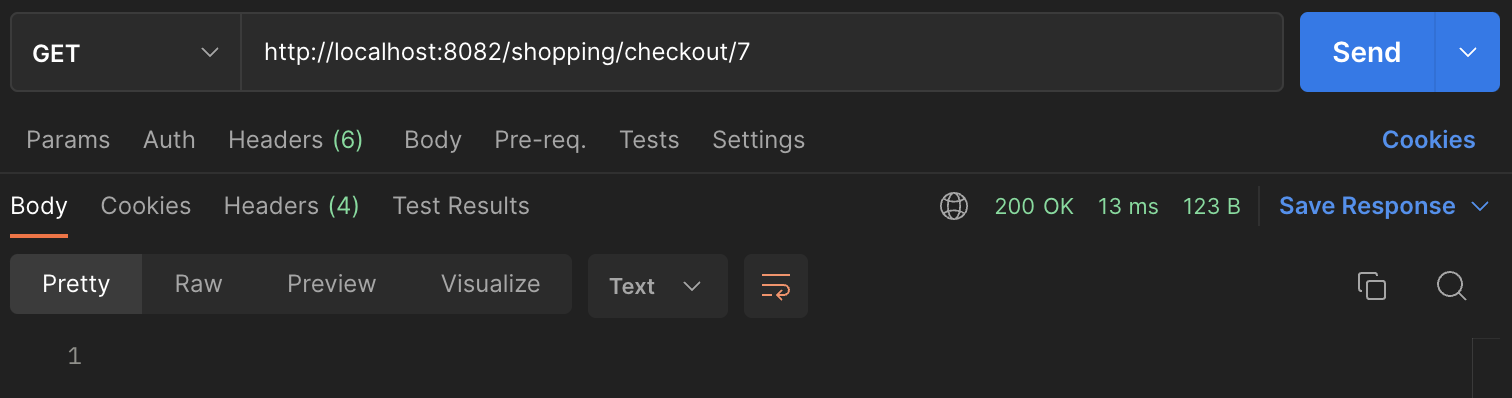 GET http://localhost:8082/shopping/checkout/7 Send
Params Auth Headers (6) Body Pre-req. Tests Settings Cookies
Body Cookies Headers (4) Test Results 200 OK 13 ms 123 B Save Response
Pretty Raw Preview Visualize Text
1